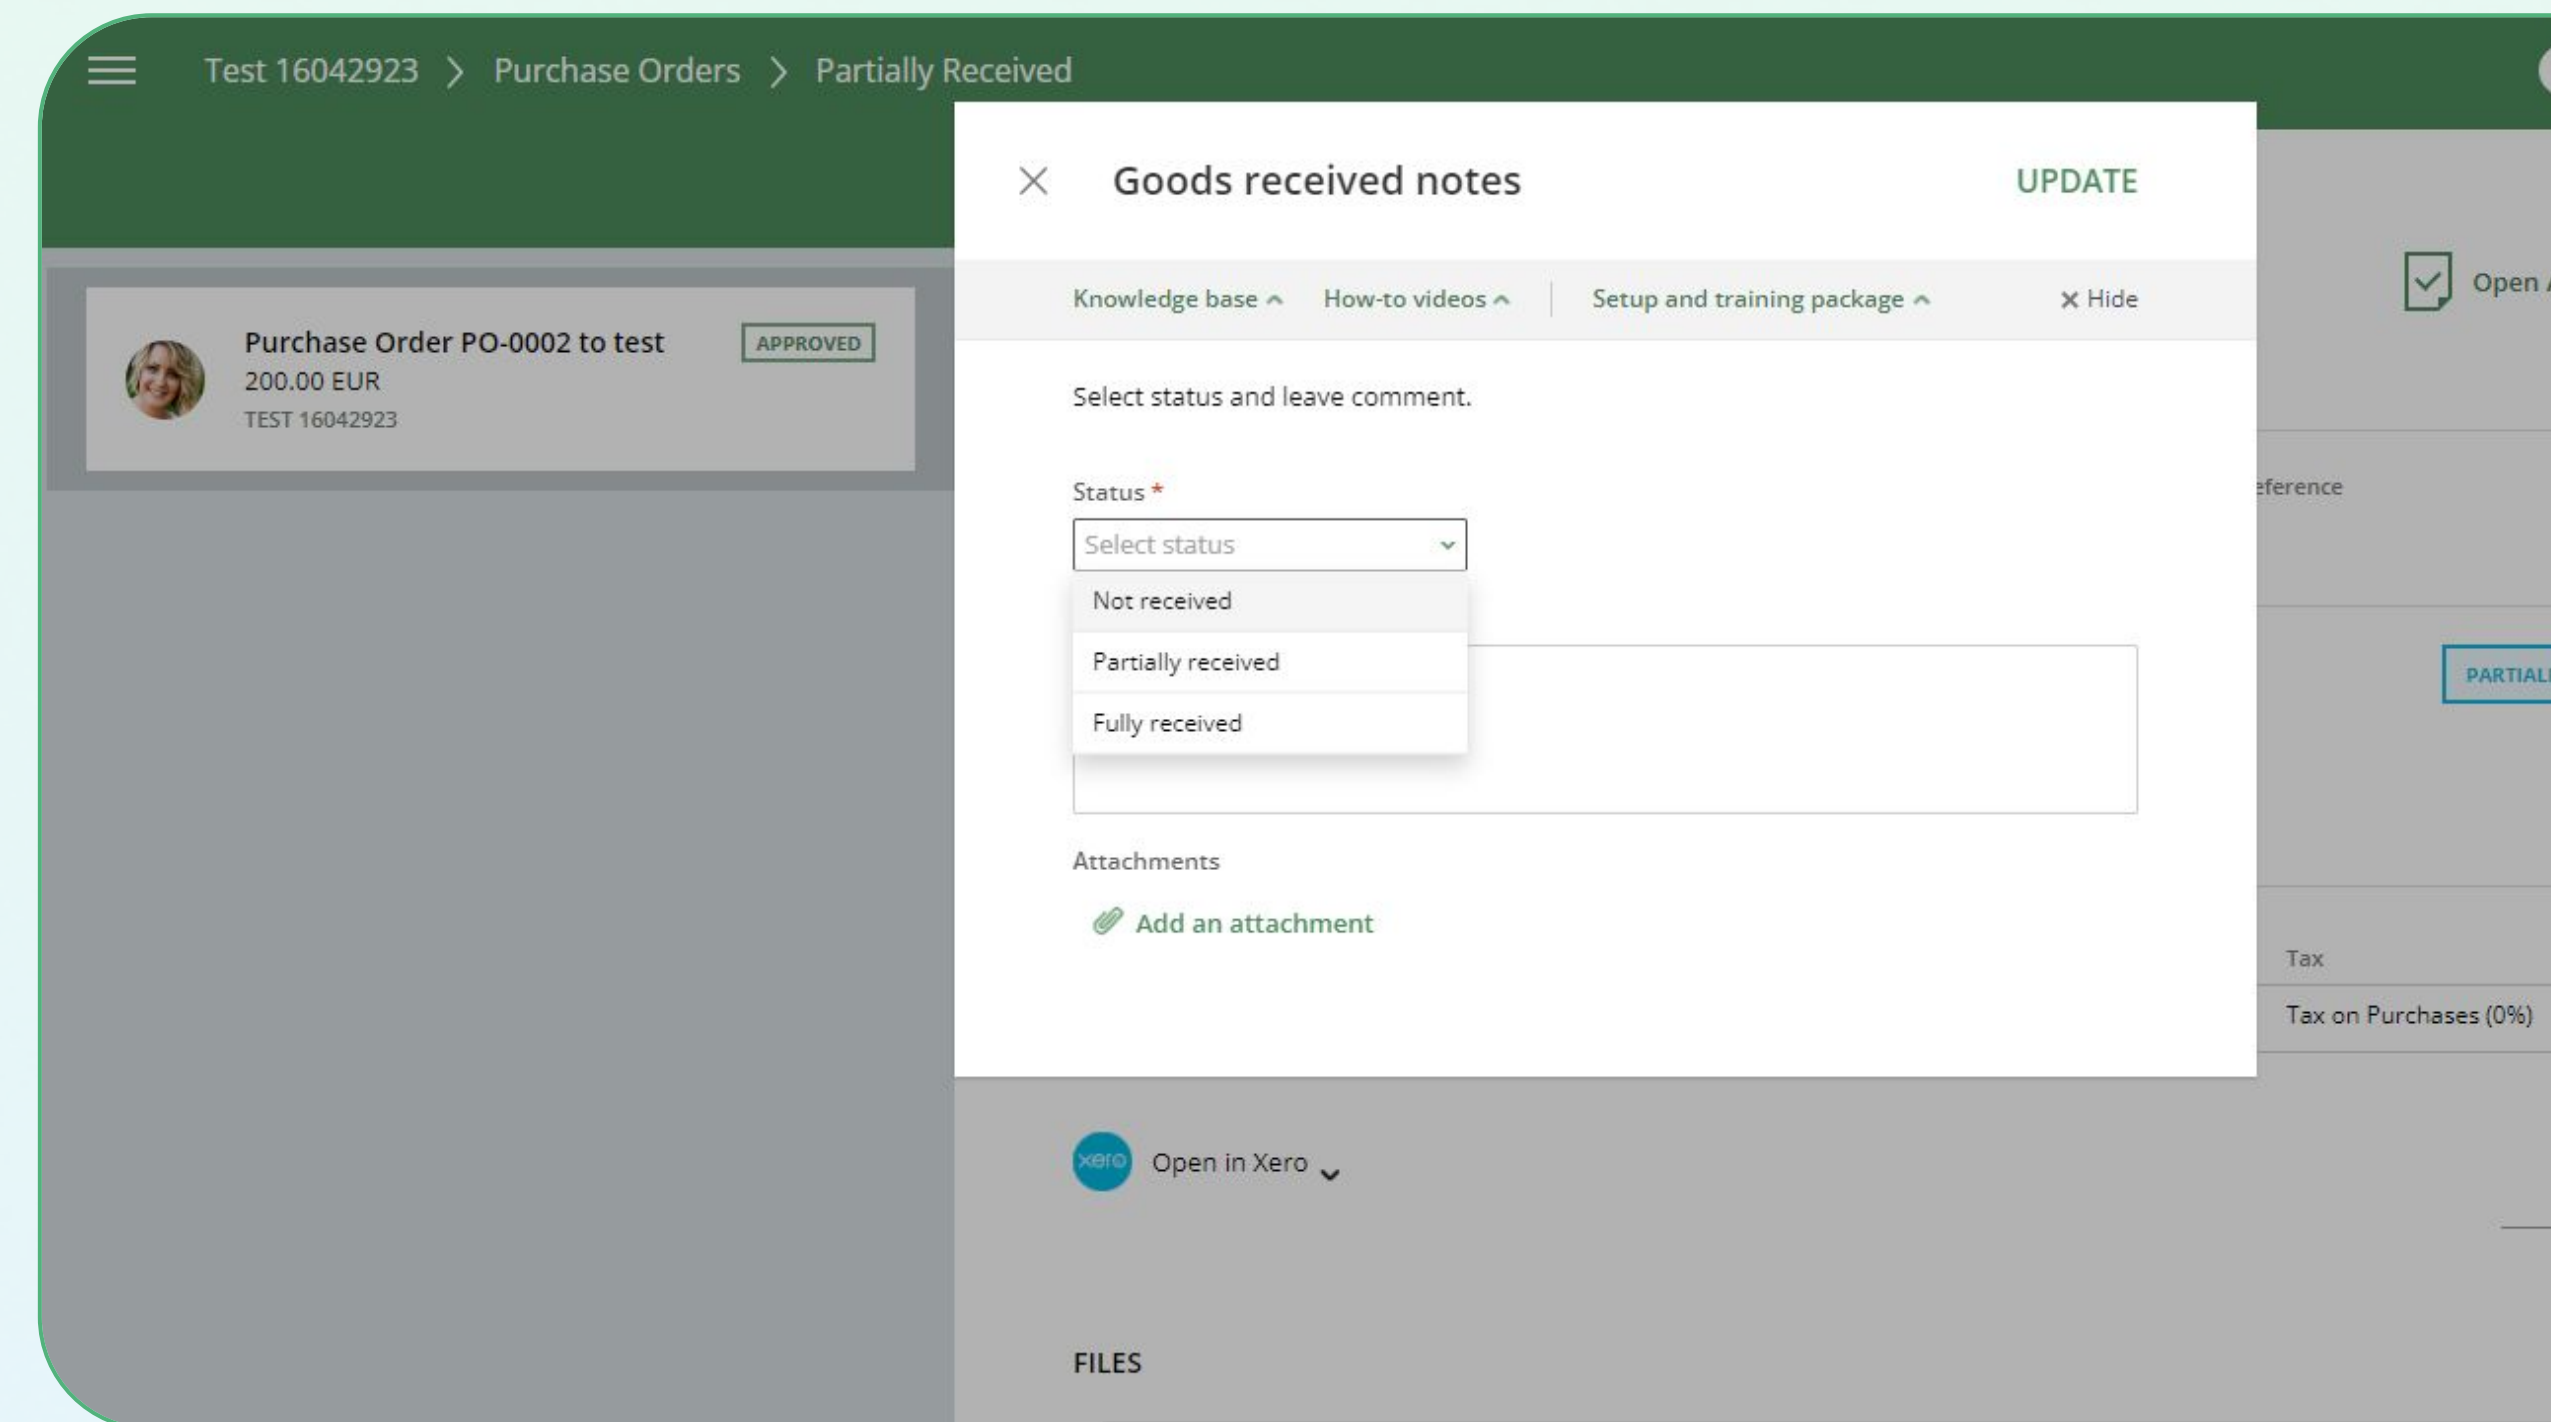 Test 16042923 > Purchase Orders > Partially Received
Goods received notes
UPDATE
Knowledge base How-to videos Setup and training package × Hide
Open
Purchase Order PO-0002 to test
APPROVED
200.00 EUR
TEST 16042923
Select status and leave comment.
Status *
Select status
Not received
Partially received
Fully received
eference
PARTIAL
Attachments
Add an attachment
Tax
Tax on Purchases (0%)
xero
Open in Xero
FILES